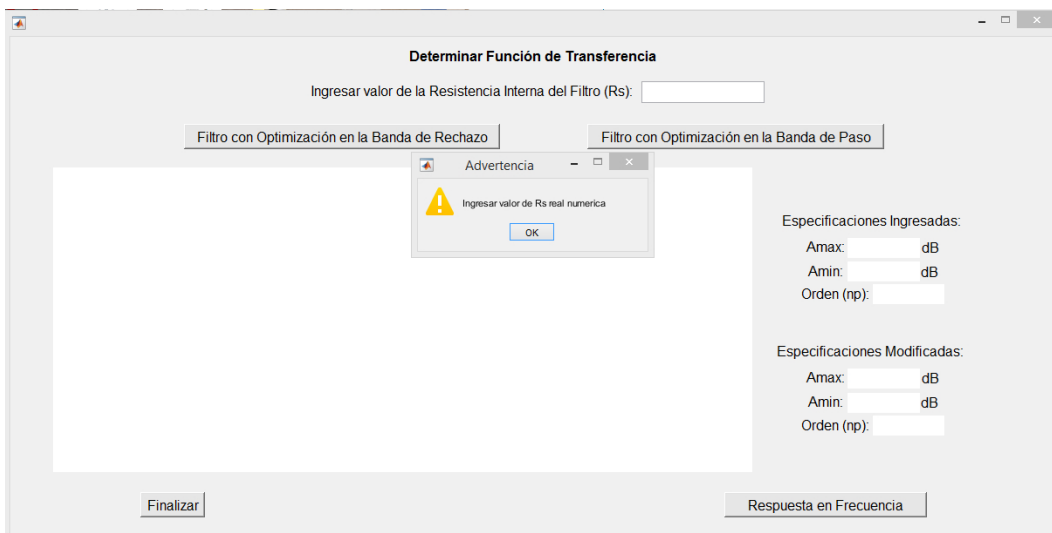 Determinar Función de Transferencia
Ingresar valor de la Resistencia Interna del Filtro (Rs):
Filtro con Optimización en la Banda de Rechazo
Filtro con Optimización en la Banda de Paso
Advertencia
Ingresar valor de Rs real numerica
OK
Especificaciones Ingresadas:
Amax: dB
Amin: dB
Orden (np):
Especificaciones Modificadas:
Amax: dB
Amin: dB
Orden (np):
Finalizar
Respuesta en Frecuencia